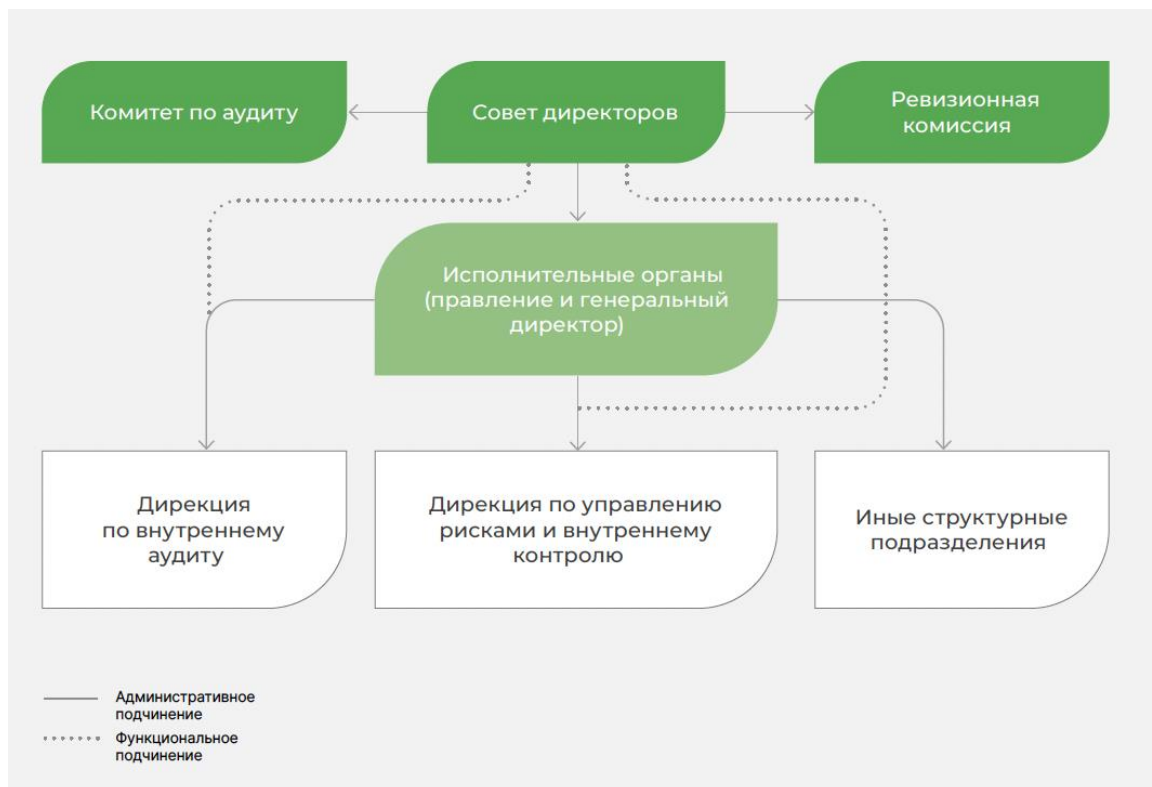 Комитет по аудиту
Совет директоров
Ревизионная
комиссия
Исполнительные органы
(правление и генеральный
директор)
Дирекция
по внутреннему
аудиту
Дирекция по управлению
рисками и внутреннему
контролю
Иные структурные
подразделения
Административное
подчинение
Функциональное
подчинение